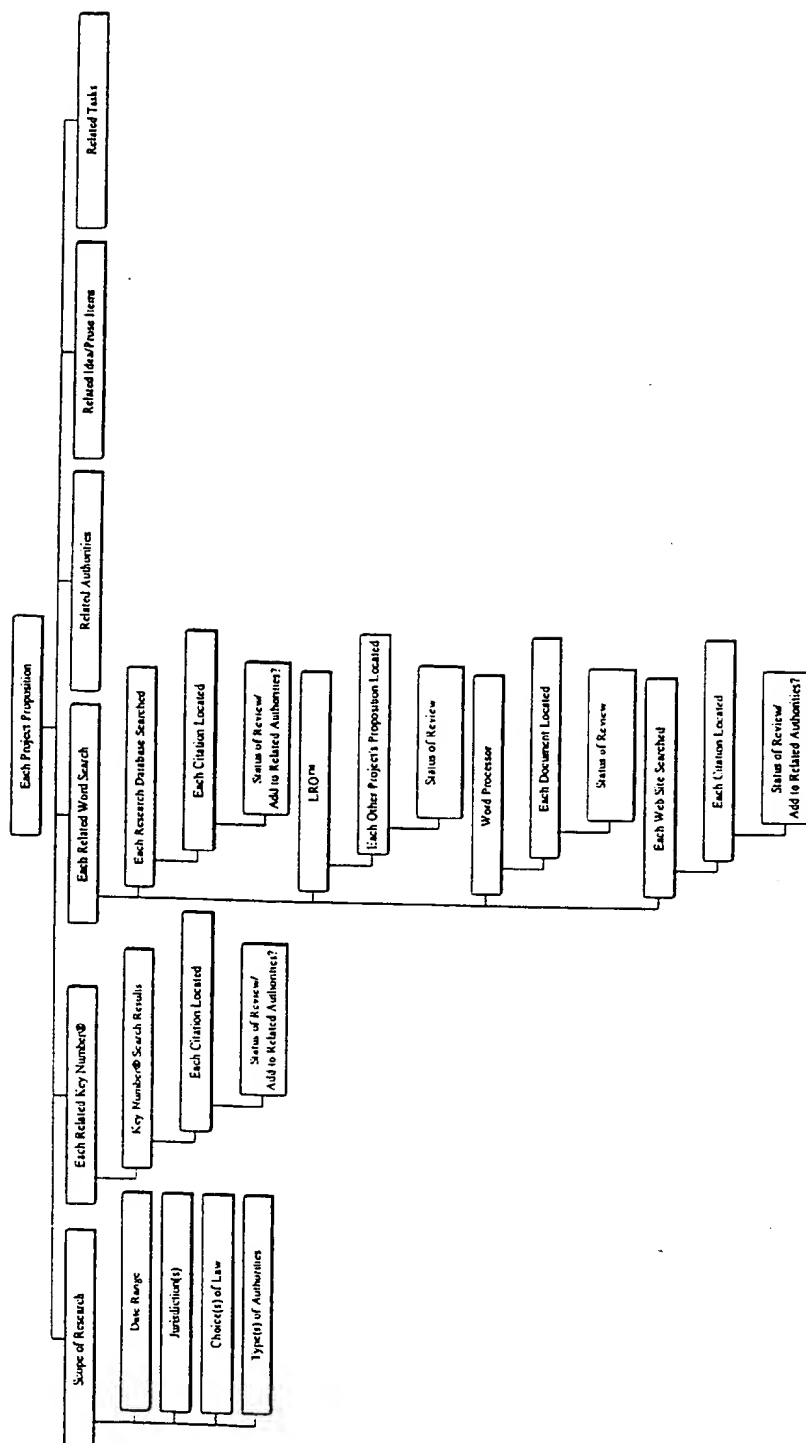 Each Project Proposition
Scope of Research
Date Range
Jurisdiction(s)
Choice(s) of Law
Type(s) of Authorities
Each Related Key Number®
Key Number® Search Results
Each Citation Located
Status of Review/
Add to Related Authorities?
Each Related Word Search
Each Research Database Searched
Each Citation Located
Status of Review/
Add to Related Authorities?
LRO™
Each Other Project's Proposition Located
Status of Review
Word Processor
Each Document Located
Status of Review
Each Web Site Searched
Each Citation Located
Status of Review/
Add to Related Authorities?
Related Authorities
Related Idea/Prose Items
Related Tasks